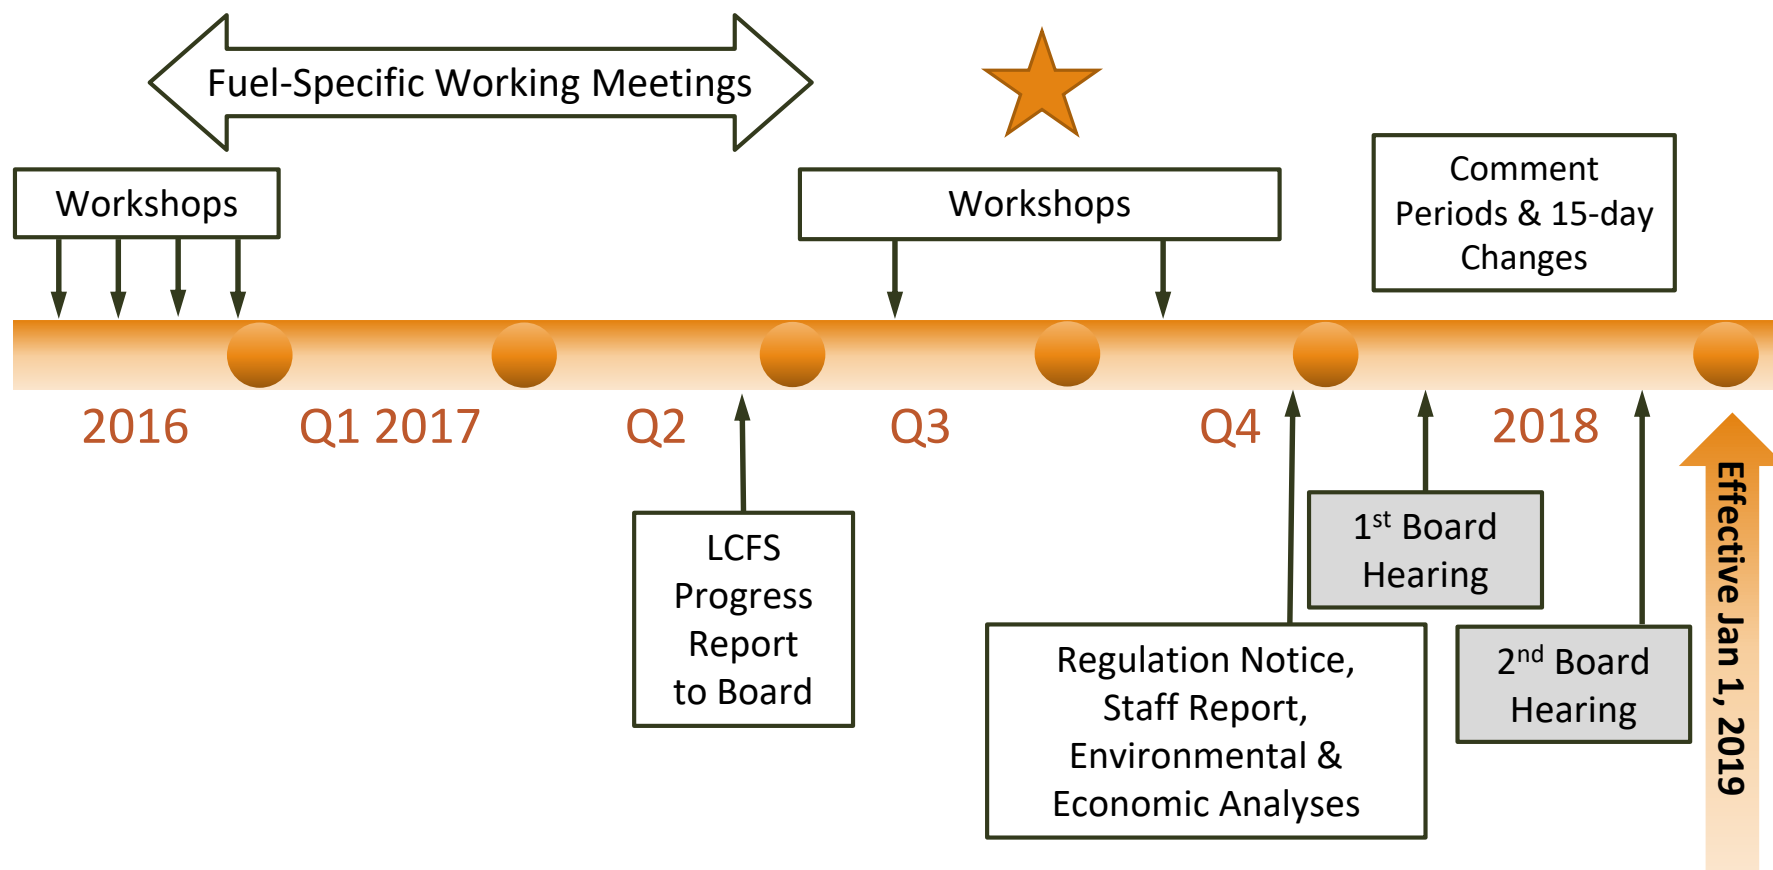 Fuel-Specific Working Meetings
Workshops
Workshops
Comment
Periods & 15-day
Changes
2016
Q1 2017
Q2
Q3
Q4
2018
LCFS
Progress
Report
to Board
Regulation Notice,
Staff Report,
Environmental &
Economic Analyses
1st Board
Hearing
2nd Board
Hearing
Effective Jan 1, 2019